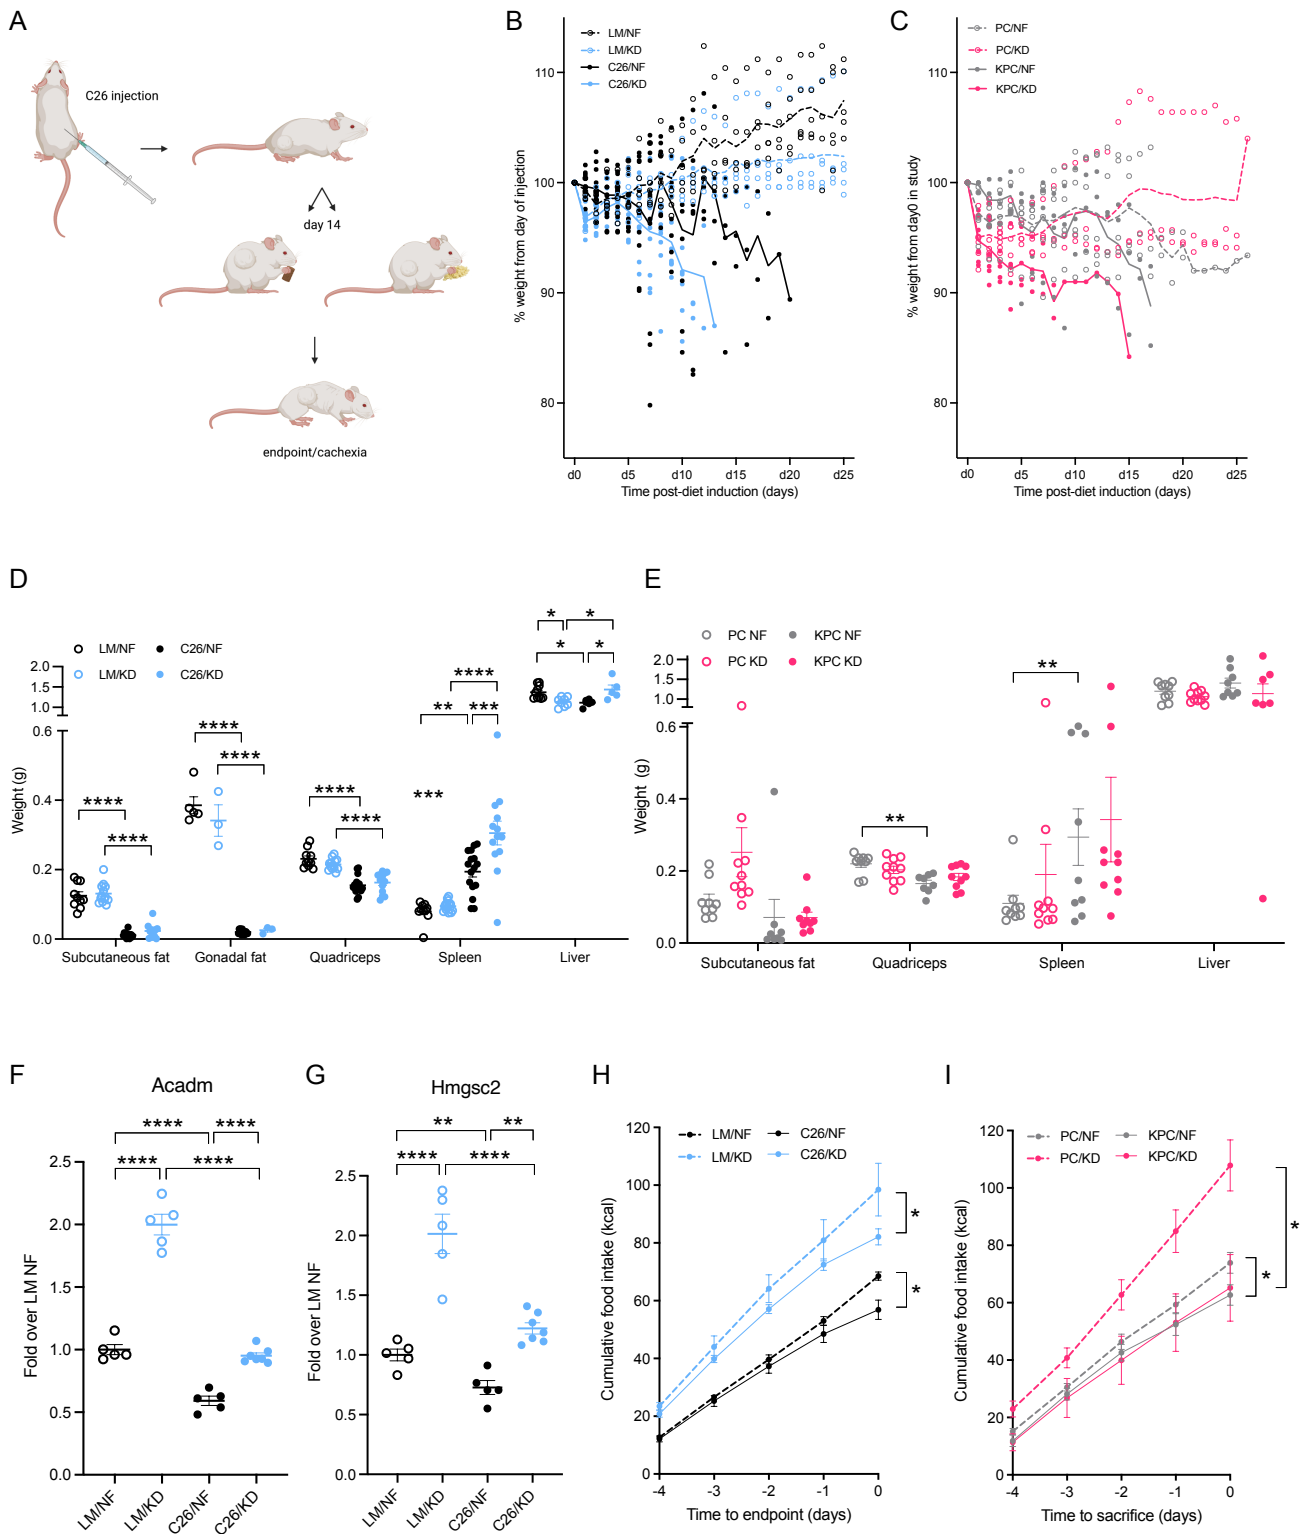 A
C26 injection
day 14
endpoint/cachexia
B
LM/NF
LM/KD
C26/NF
C26/KD
% weight from day of injection
110
100
90
80
d0 d5 d10 d15 d20 d25
Time post-diet induction (days)
C
PC/NF
PC/KD
KPC/NF
KPC/KD
% weight from day0 in study
110
100
90
80
d0 d5 d10 d15 d20 d25
Time post-diet induction (days)
D
LM/NF C26/NF
LM/KD C26/KD
Weight (g)
2.0
1.5
1.0
0.6
0.4
0.2
0.0
**** **** **** **** **** **** *** ** **** *** * * * *
Subcutaneous fat Gonadal fat Quadriceps Spleen Liver
E
PC NF KPC NF
PC KD KPC KD
Weight (g)
2.0
1.5
1.0
0.6
0.4
0.2
0.0
** **
Subcutaneous fat Quadriceps Spleen Liver
F
Acadm
**** ****
**** ****
Fold over LM NF
2.5
2.0
1.5
1.0
0.5
0.0
LM/NF LM/KD C26/NF C26/KD
G
Hmgsc2
** **
**** ****
Fold over LM NF
2.5
2.0
1.5
1.0
0.5
0.0
LM/NF LM/KD C26/NF C26/KD
H
LM/NF C26/NF
LM/KD C26/KD
Cumulative food intake (kcal)
120
100
80
60
40
20
0
*
*
-4 -3 -2 -1 0
Time to endpoint (days)
I
PC/NF KPC/NF
PC/KD KPC/KD
Cumulative food intake (kcal)
120
100
80
60
40
20
0
*
*
-4 -3 -2 -1 0
Time to sacrifice (days)